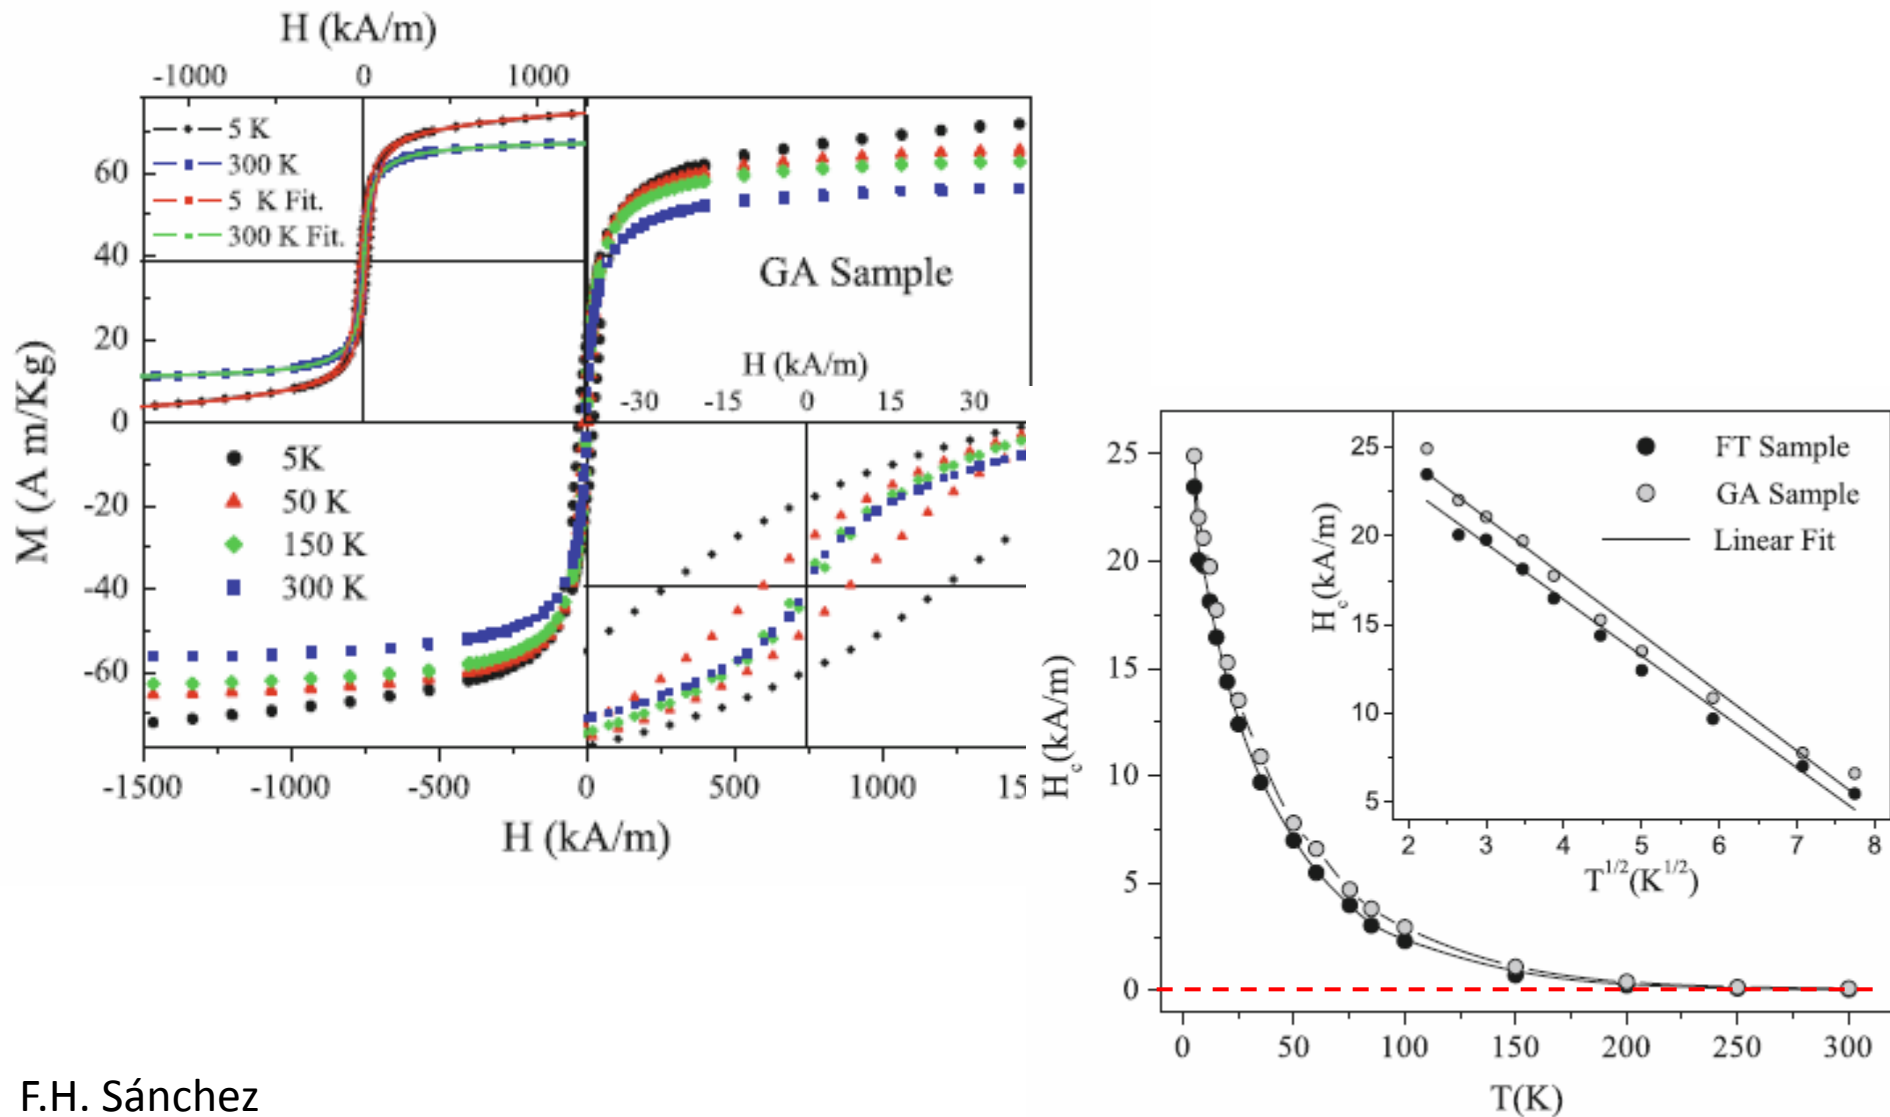 H (kA/m)
-1000 0 1000
5 K
300 K
5 K Fit.
300 K Fit.
60
40
20
0
-20
-40
-60
M (A m/Kg)
GA Sample
H (kA/m)
-30 -15 0 15 30
5K
50 K
150 K
300 K
-1500 -1000 -500 0 500 1000 15
H (kA/m)
25
20
15
10
5
0
H_c(kA/m)
25
20
15
10
5
H_c(kA/m)
FT Sample
GA Sample
Linear Fit
2 3 4 5 6 7 8
T^1/2(K^1/2)
0 50 100 150 200 250 300
T(K)
F.H. Sánchez